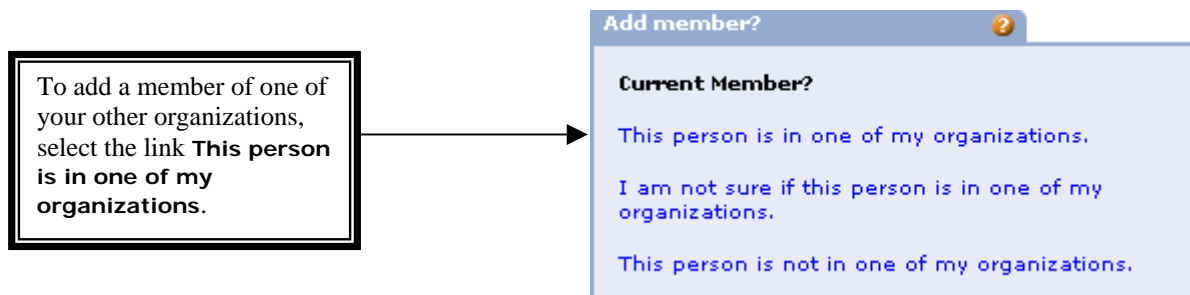 To add a member of one of
your other organizations,
select the link This person
is in one of my
organizations.
Add member?
?
Current Member?
This person is in one of my organizations.
I am not sure if this person is in one of my
organizations.
This person is not in one of my organizations.